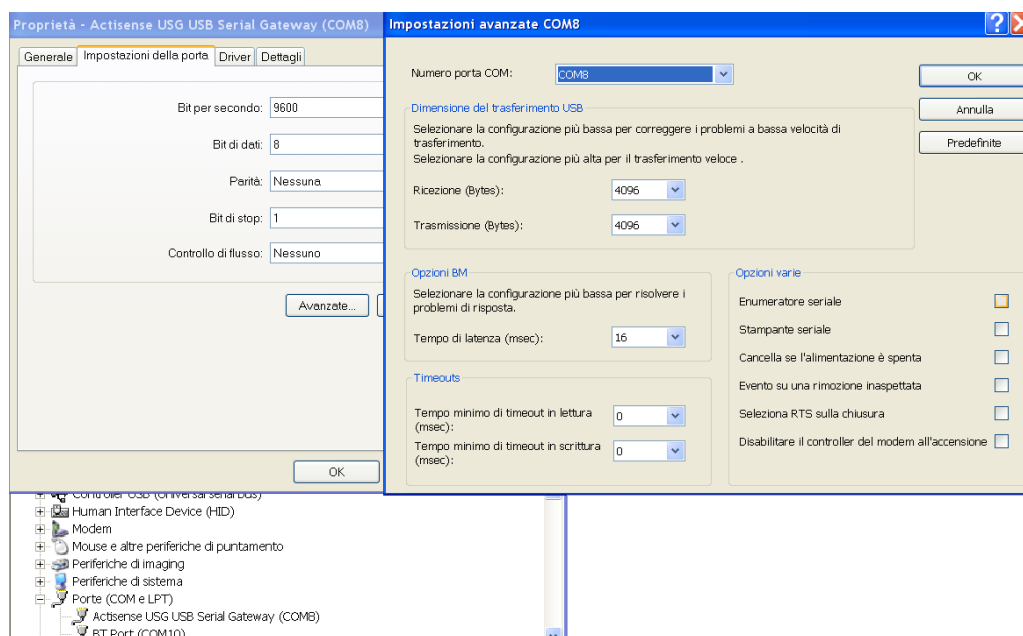 Proprietà - Actisense USG USB Serial Gateway (COM8)
Generale
Impostazioni della porta
Driver
Dettagli
Bit per secondo: 9600
Bit di dati: 8
Parità: Nessuna
Bit di stop: 1
Controllo di flusso: Nessuno
Avanzate...
OK
Impostazioni avanzate COM8
Numero porta COM: COM8
OK
Annulla
Predefinite
Dimensione del trasferimento USB
Selezionare la configurazione più bassa per correggere i problemi a bassa velocità di
trasferimento.
Selezionare la configurazione più alta per il trasferimento veloce .
Ricezione (Bytes): 4096
Trasmissione (Bytes): 4096
Opzioni BM
Selezionare la configurazione più bassa per risolvere i
problemi di risposta.
Tempo di latenza (msec): 16
Timeouts
Tempo minimo di timeout in lettura
(msec): 0
Tempo minimo di timeout in scrittura
(msec): 0
Opzioni varie
Enumeratore seriale
Stampante seriale
Cancella se l'alimentazione è spenta
Evento su una rimozione inaspettata
Seleziona RTS sulla chiusura
Disabilitare il controller del modem all'accensione
Controller USB (Universal serial bus)
Human Interface Device (HID)
Modem
Mouse e altre periferiche di puntamento
Periferiche di imaging
Periferiche di sistema
Porte (COM e LPT)
Actisense USG USB Serial Gateway (COM8)
BT Port (COM10)